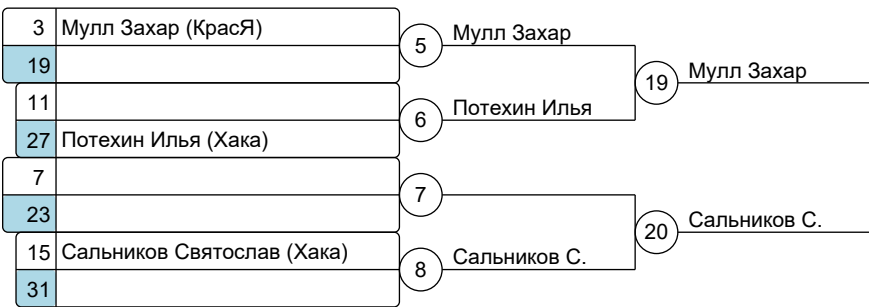 3 Мулл Захар (КрасЯ)
19
5 Мулл Захар
11
27 Потехин Илья (Хака)
6 Потехин Илья
19 Мулл Захар
7
23
7
15 Сальников Святослав (Хака)
31
8 Сальников С.
20 Сальников С.